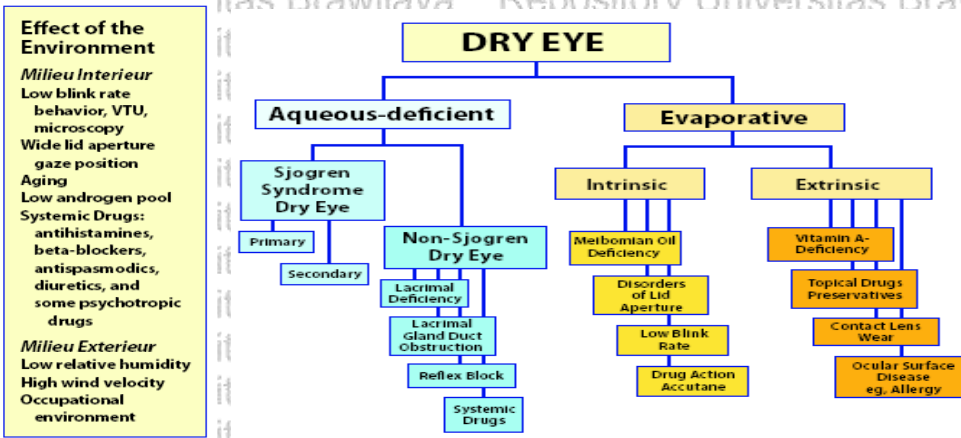 itas Brawijaya Repository Universitas Bra
Effect of the
Environment
Milieu Interieur
Low blink rate
behavior, VTU,
microscopy
Wide lid aperture
gaze position
Aging
Low androgen pool
Systemic Drugs:
antihistamines,
beta-blockers,
antispasmodics,
diuretics, and
some psychotropic
drugs
Milieu Exterieur
Low relative humidity
High wind velocity
Occupational
environment
DRY EYE
Aqueous-deficient
Evaporative
Sjogren
Syndrome
Dry Eye
Primary
Secondary
Non-Sjogren
Dry Eye
Lacrimal
Deficiency
Lacrimal
Gland Duct
Obstruction
Reflex Block
Systemic
Drugs
Intrinsic
Meibomian Oil
Deficiency
Disorders
of Lid
Aperture
Low Blink
Rate
Drug Action
Accutane
Extrinsic
Vitamin A-
Deficiency
Topical Drugs
Preservatives
Contact Lens
Wear
Ocular Surface
Disease
eg, Allergy